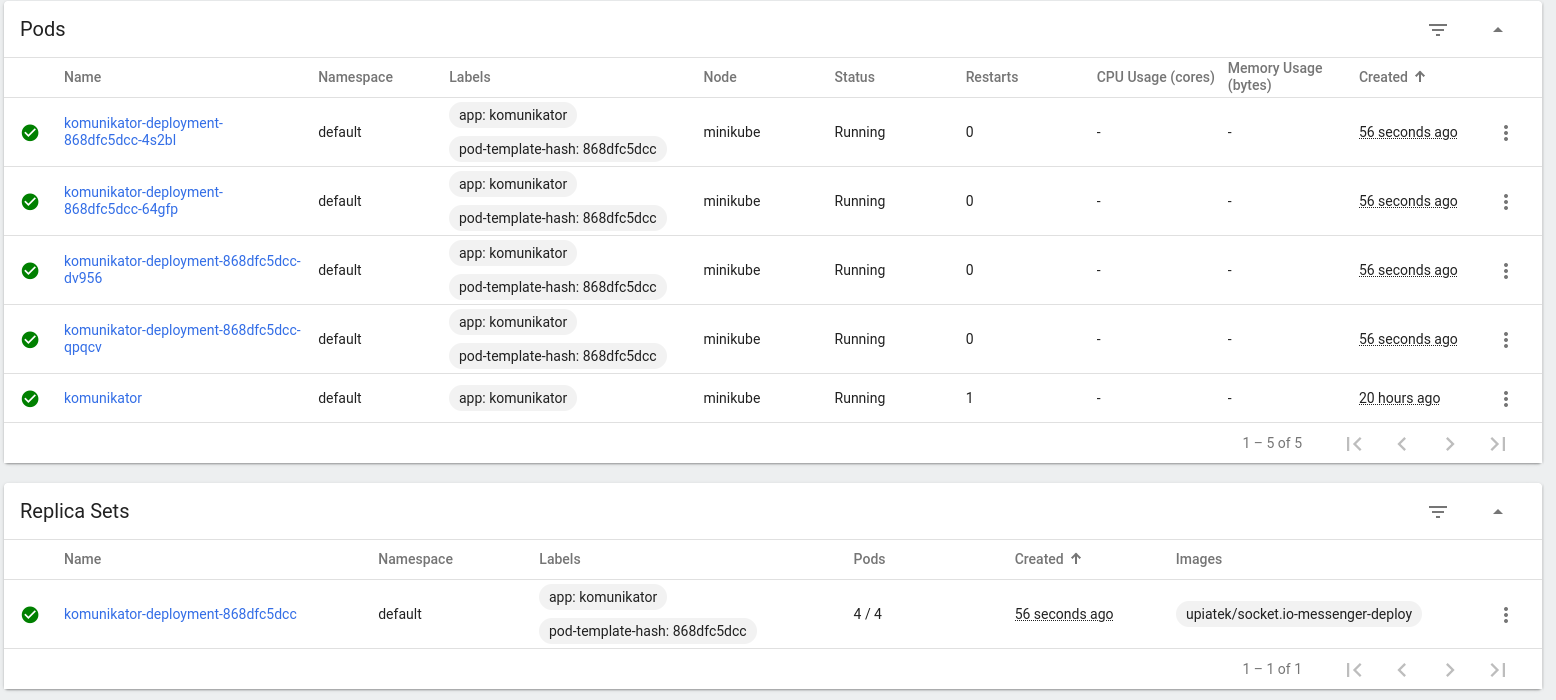 Pods
Name Namespace Labels Node Status Restarts CPU Usage (cores) Memory Usage (bytes) Created
komunikator-deployment-868dfc5dcc-4s2bl default app: komunikator pod-template-hash: 868dfc5dcc minikube Running 0 - - 56 seconds ago
komunikator-deployment-868dfc5dcc-64gfp default app: komunikator pod-template-hash: 868dfc5dcc minikube Running 0 - - 56 seconds ago
komunikator-deployment-868dfc5dcc-dv956 default app: komunikator pod-template-hash: 868dfc5dcc minikube Running 0 - - 56 seconds ago
komunikator-deployment-868dfc5dcc-qpqcv default app: komunikator pod-template-hash: 868dfc5dcc minikube Running 0 - - 56 seconds ago
komunikator default app: komunikator minikube Running 1 - - 20 hours ago
1 – 5 of 5
Replica Sets
Name Namespace Labels Pods Created Images
komunikator-deployment-868dfc5dcc default app: komunikator pod-template-hash: 868dfc5dcc 4 / 4 56 seconds ago upiatek/socket.io-messenger-deploy
1 – 1 of 1